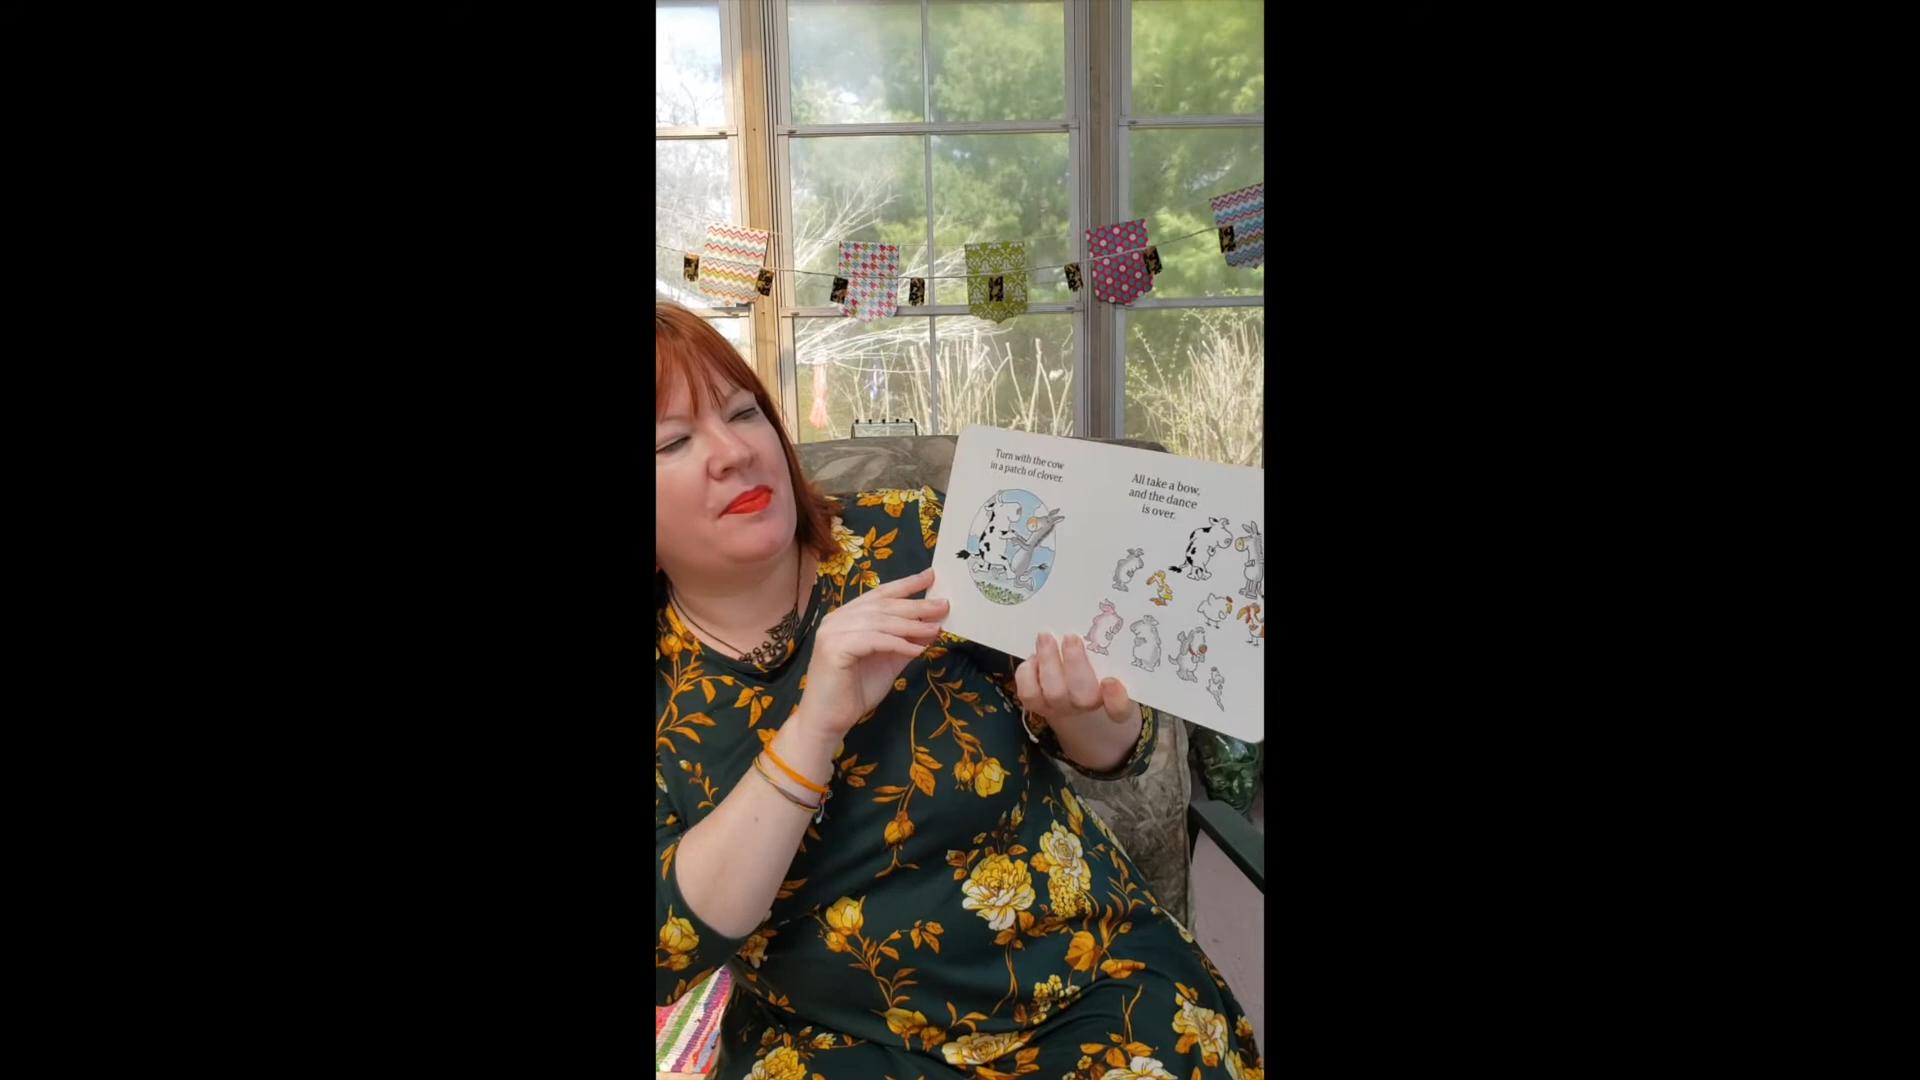 Turn with the cow
in a patch of clover.
All take a bow,
and the dance
is over.